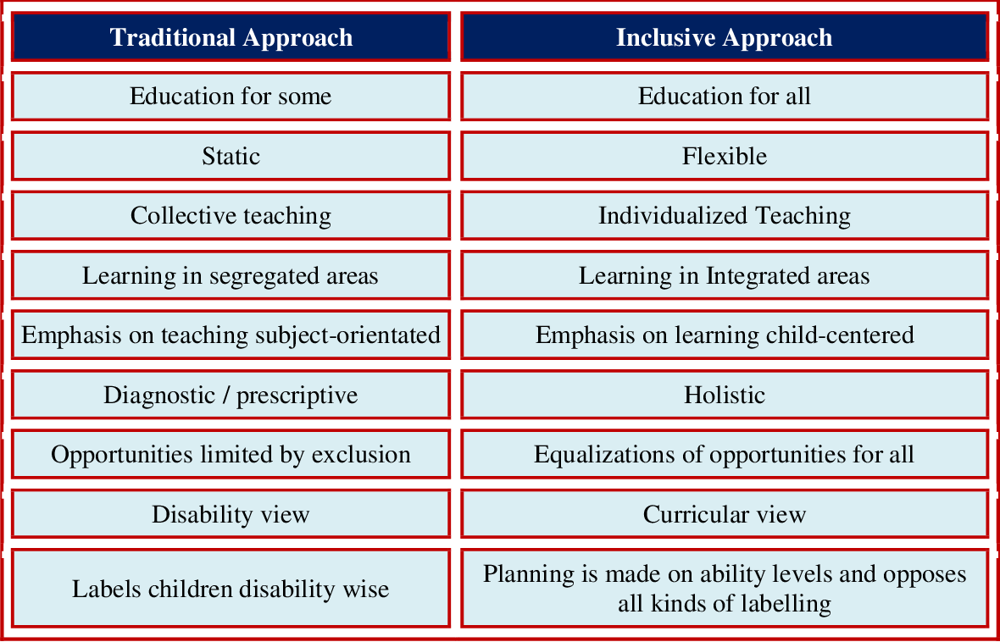 Traditional Approach
Inclusive Approach
Education for some
Education for all
Static
Flexible
Collective teaching
Individualized Teaching
Learning in segregated areas
Learning in Integrated areas
Emphasis on teaching subject-orientated
Emphasis on learning child-centered
Diagnostic / prescriptive
Holistic
Opportunities limited by exclusion
Equalizations of opportunities for all
Disability view
Curricular view
Labels children disability wise
Planning is made on ability levels and opposes
all kinds of labelling